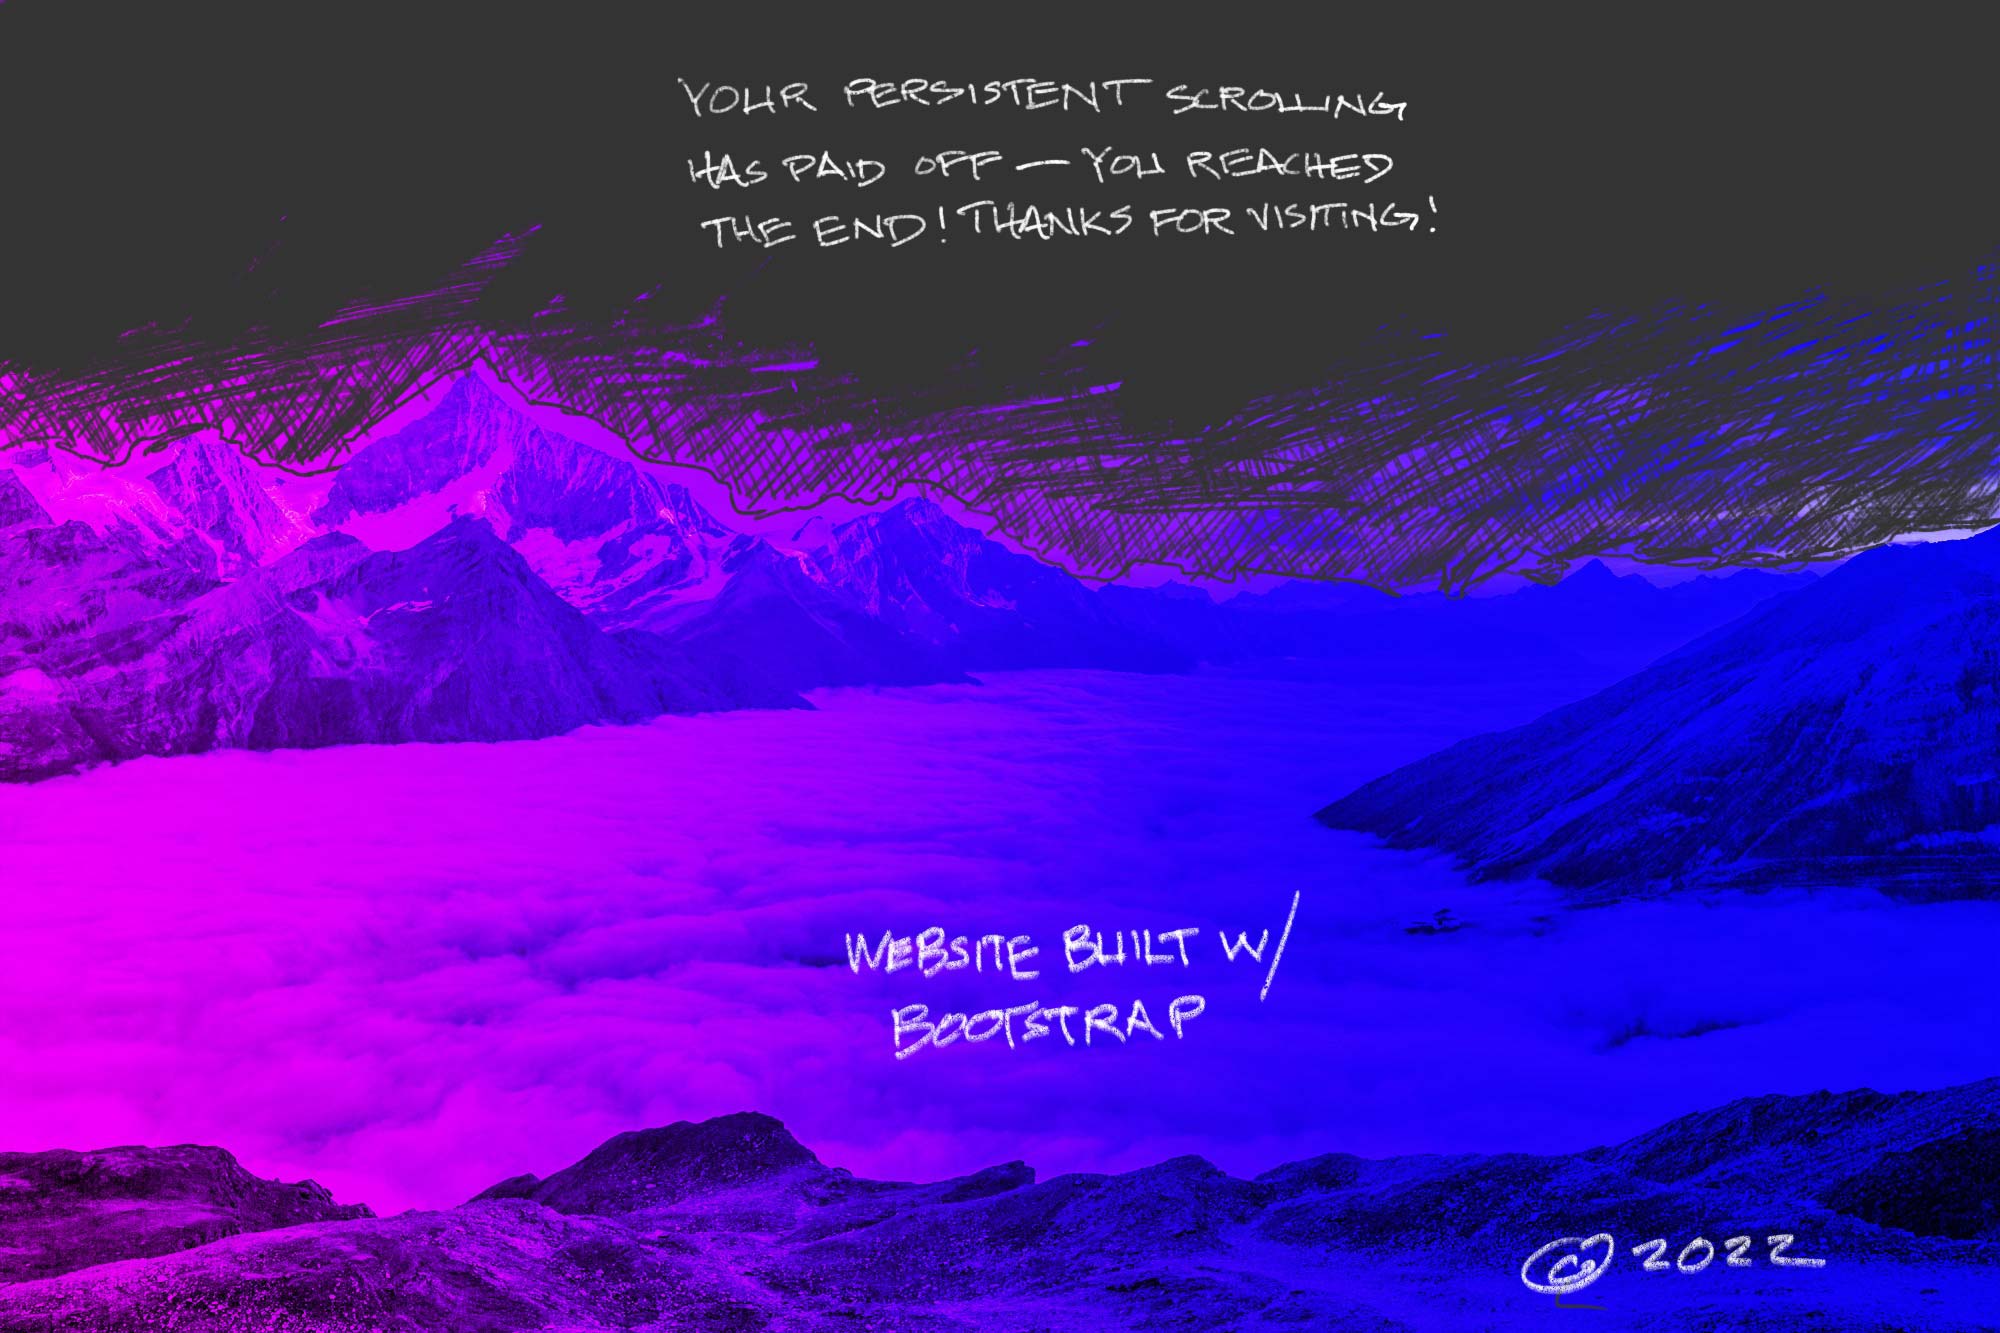 YOUR PERSISTENT SCROLLING
HAS PAID OFF — YOU REACHED
THE END! THANKS FOR VISITING!
WEBSITE BUILT W/
BOOTSTRAP
© 2022